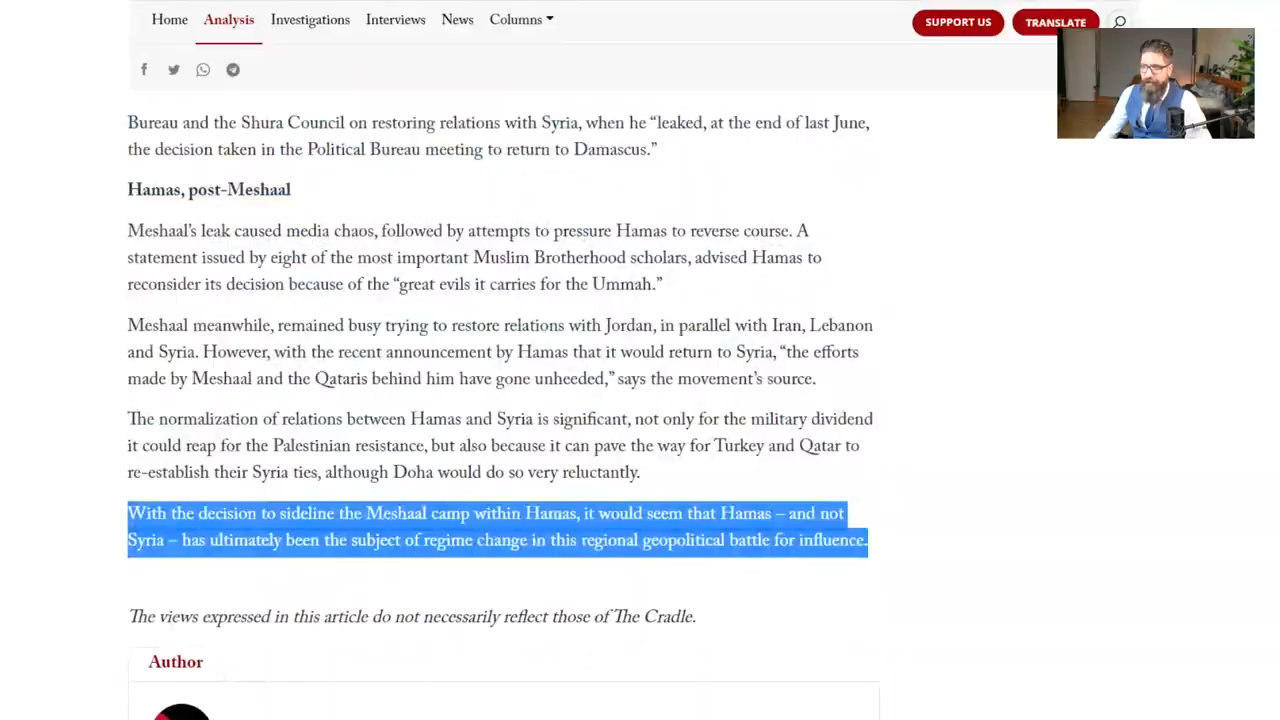 Home Analysis Investigations Interviews News Columns SUPPORT US TRANSLATE
Bureau and the Shura Council on restoring relations with Syria, when he “leaked, at the end of last June,
the decision taken in the Political Bureau meeting to return to Damascus.”
Hamas, post-Meshaal
Meshaal’s leak caused media chaos, followed by attempts to pressure Hamas to reverse course. A
statement issued by eight of the most important Muslim Brotherhood scholars, advised Hamas to
reconsider its decision because of the “great evils it carries for the Ummah.”
Meshaal meanwhile, remained busy trying to restore relations with Jordan, in parallel with Iran, Lebanon
and Syria. However, with the recent announcement by Hamas that it would return to Syria, “the efforts
made by Meshaal and the Qataris behind him have gone unheeded,” says the movement’s source.
The normalization of relations between Hamas and Syria is significant, not only for the military dividend
it could reap for the Palestinian resistance, but also because it can pave the way for Turkey and Qatar to
re-establish their Syria ties, although Doha would do so very reluctantly.
With the decision to sideline the Meshaal camp within Hamas, it would seem that Hamas – and not
Syria – has ultimately been the subject of regime change in this regional geopolitical battle for influence.
The views expressed in this article do not necessarily reflect those of The Cradle.
Author